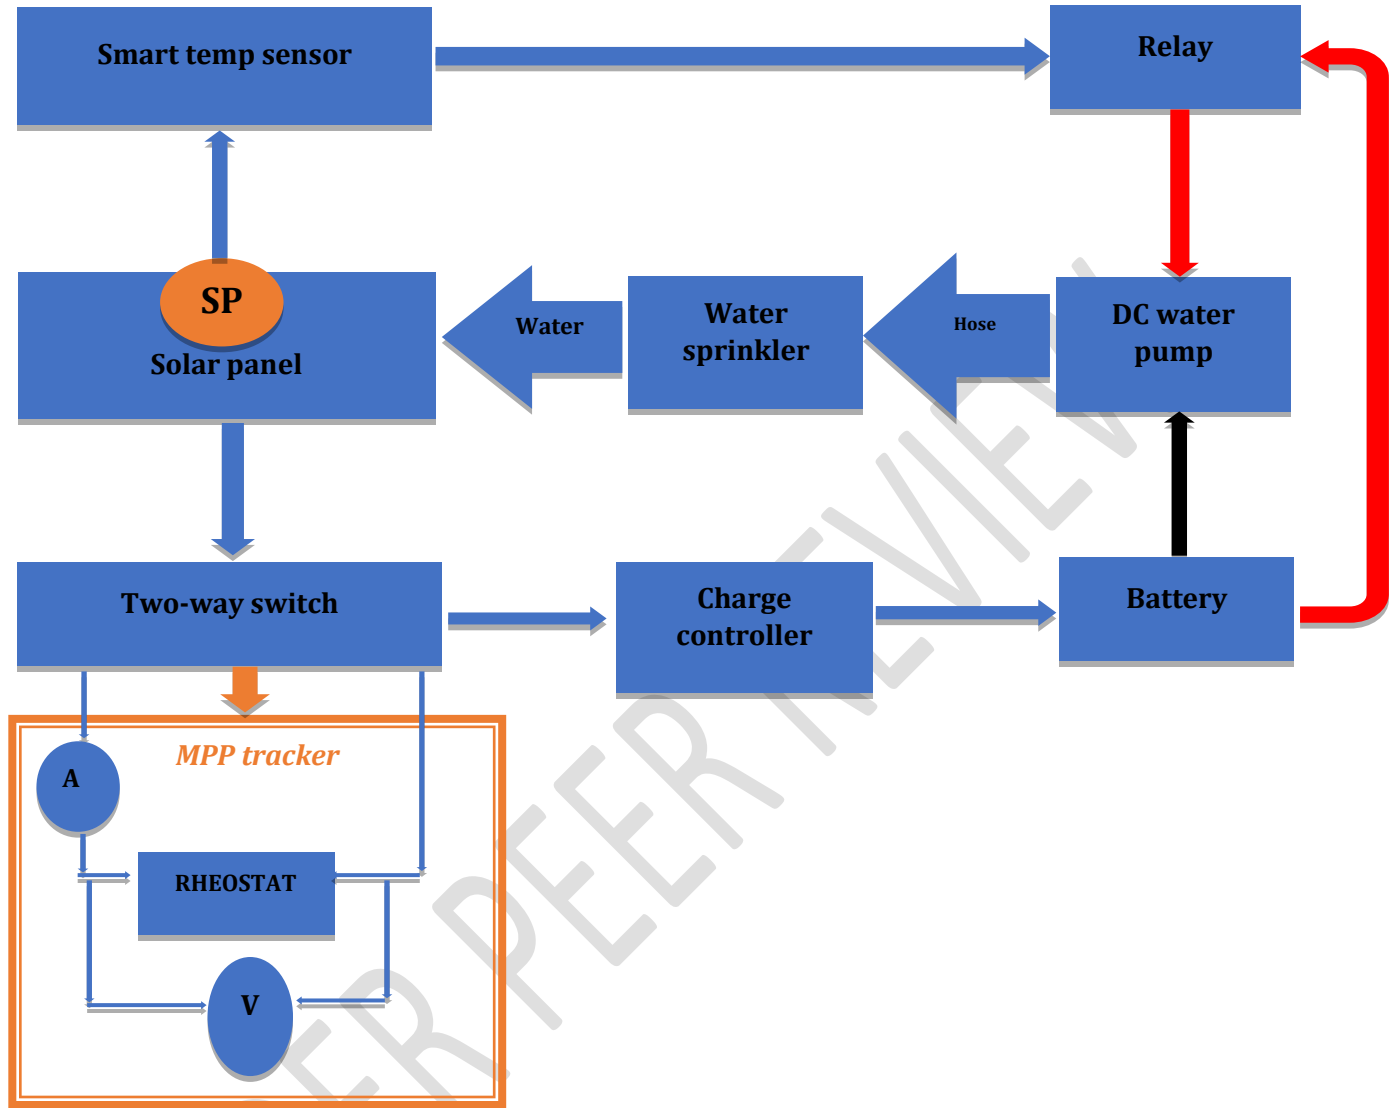 Smart temp sensor
Relay
SP
Solar panel
Water
Water
sprinkler
Hose
DC water
pump
Two-way switch
Charge
controller
Battery
MPP tracker
A
RHEOSTAT
V
ER PEER REVIEW